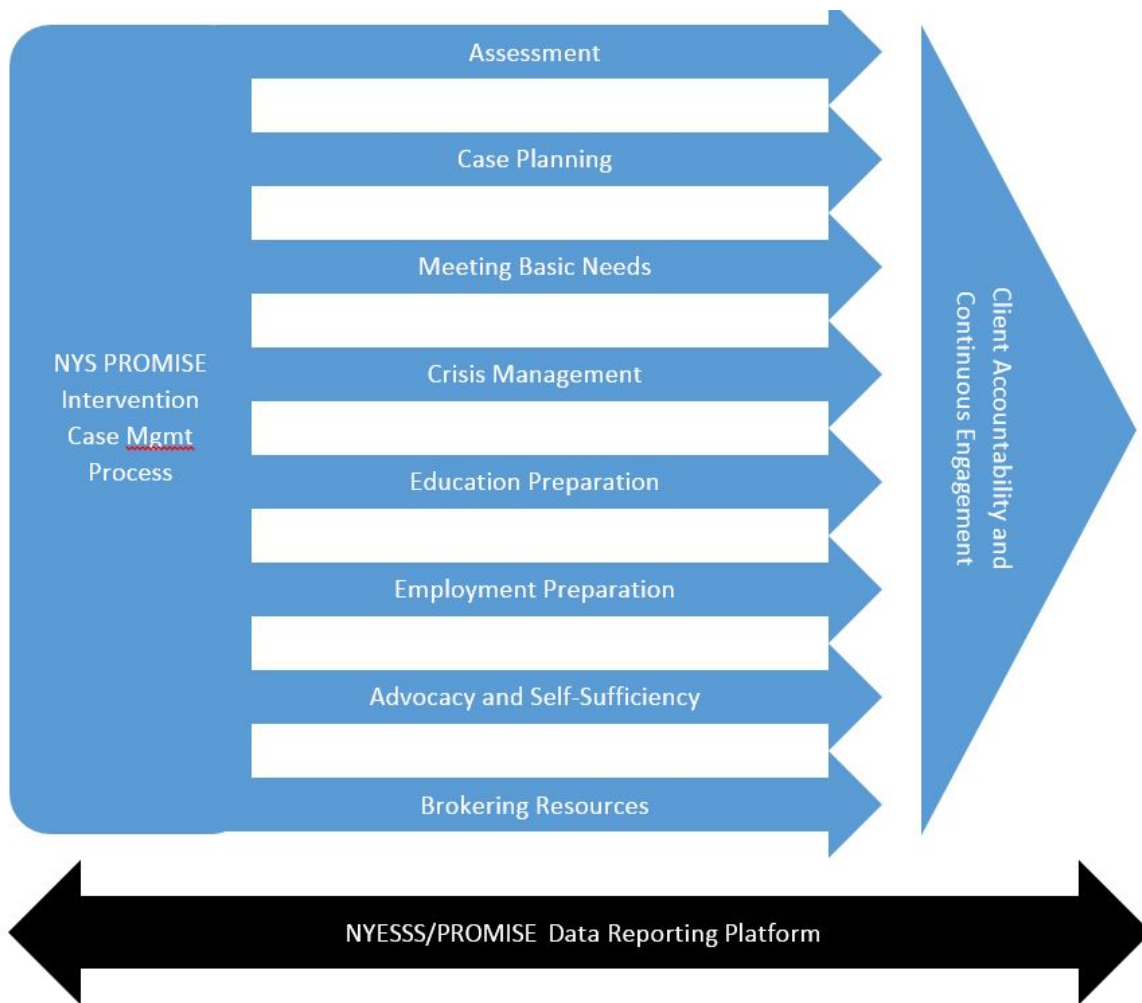 Assessment
Case Planning
Meeting Basic Needs
NYS PROMISE
Intervention
Case Mgmt
Process
Crisis Management
Education Preparation
Employment Preparation
Advocacy and Self-Sufficiency
Brokering Resources
Client Accountability and
Continuous Engagement
NYESSS/PROMISE Data Reporting Platform